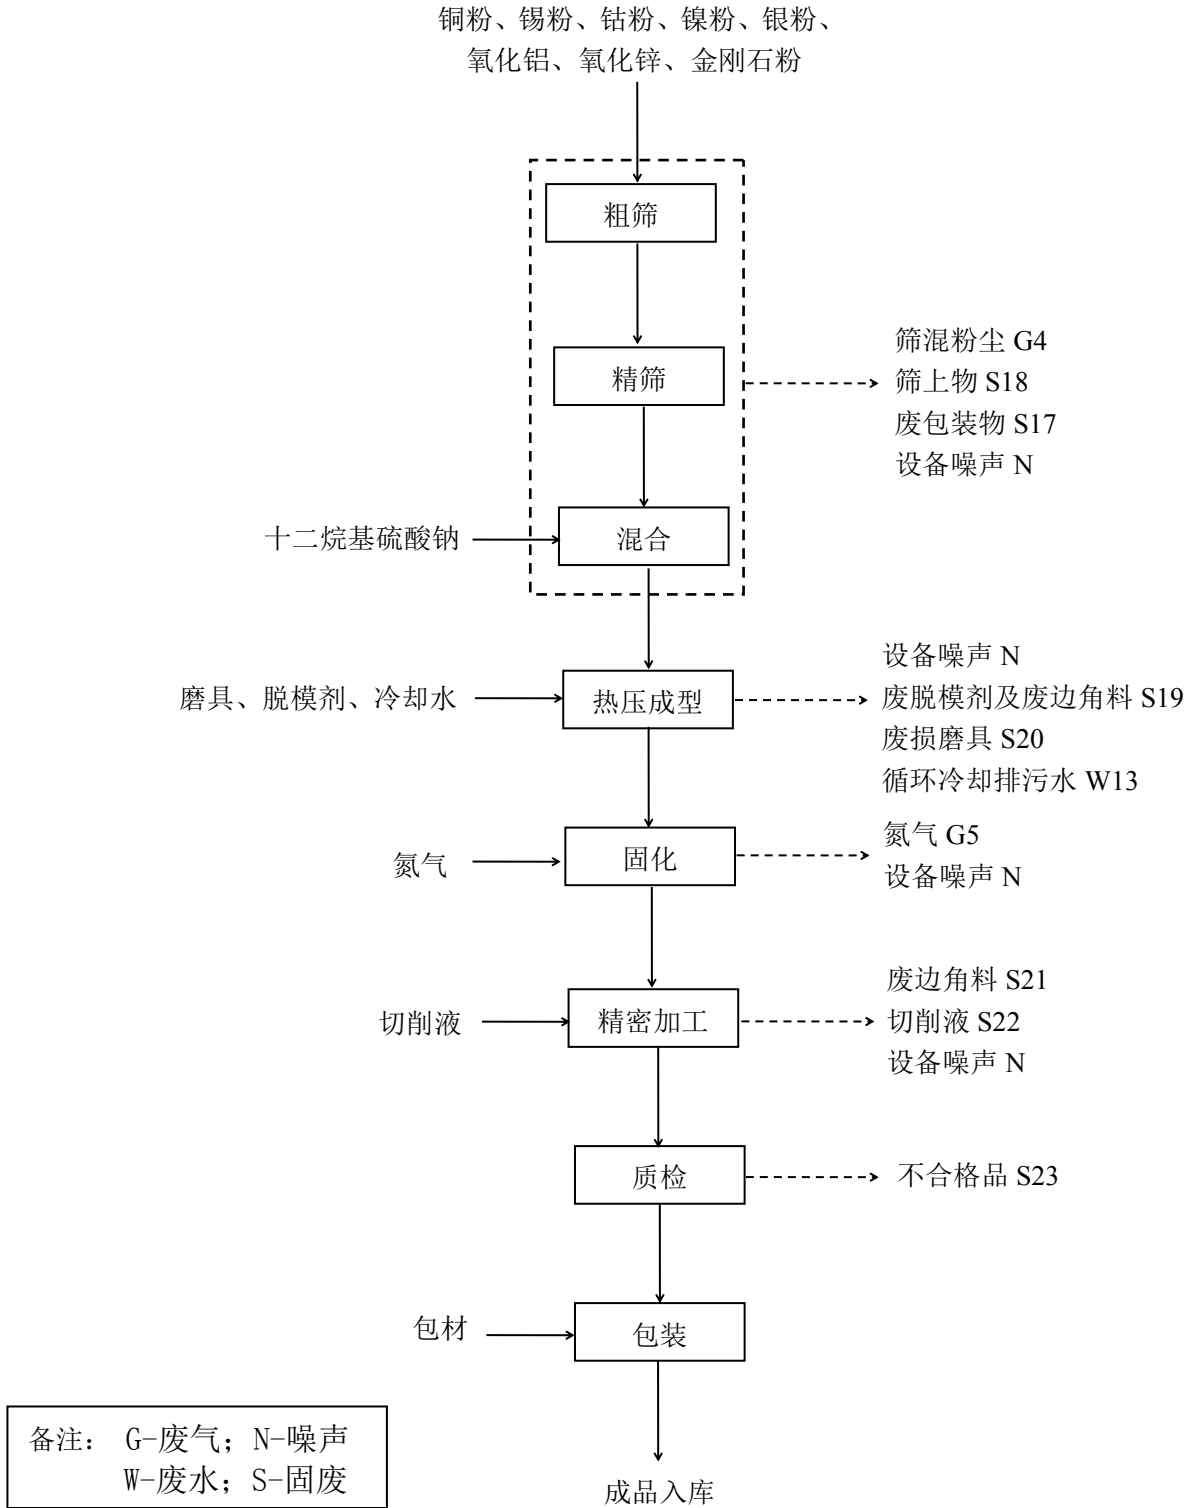 铜粉、锡粉、钴粉、镍粉、银粉、
氧化铝、氧化锌、金刚石粉
粗筛
精筛
筛混粉尘 G4
筛上物 S18
废包装物 S17
设备噪声 N
十二烷基硫酸钠
混合
磨具、脱模剂、冷却水
热压成型
设备噪声 N
废脱模剂及废边角料 S19
废损磨具 S20
循环冷却排污水 W13
氮气
固化
氮气 G5
设备噪声 N
切削液
精密加工
废边角料 S21
切削液 S22
设备噪声 N
质检
不合格品 S23
包材
包装
成品入库
备注： G-废气；N-噪声
W-废水；S-固废